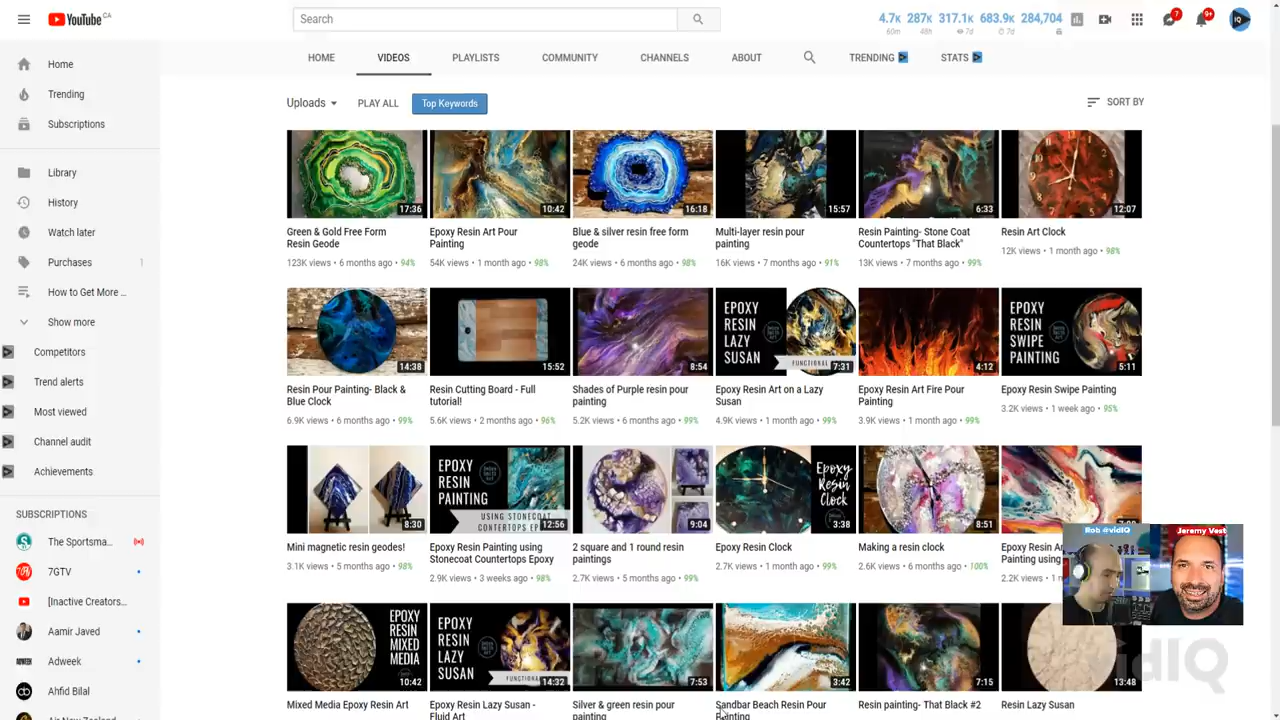 YouTube CA
Search
4.7K 287K 317.1K 683.9K 284,704
60m 48h 7d 7d
7
9+
IQ
HOME VIDEOS PLAYLISTS COMMUNITY CHANNELS ABOUT TRENDING STATS
Uploads PLAY ALL Top Keywords SORT BY
Home
Trending
Subscriptions
Library
History
Watch later
Purchases 1
How to Get More ...
Show more
Competitors
Trend alerts
Most viewed
Channel audit
Achievements
SUBSCRIPTIONS
The Sportsma...
7GTV
[Inactive Creators...
Aamir Javed
Adweek
Ahfid Bilal
17:36
Green & Gold Free Form
Resin Geode
123K views • 6 months ago • 94%
10:42
Epoxy Resin Art Pour
Painting
54K views • 1 month ago • 98%
16:18
Blue & silver resin free form
geode
24K views • 6 months ago • 98%
15:57
Multi-layer resin pour
painting
16K views • 7 months ago • 91%
6:33
Resin Painting- Stone Coat
Countertops "That Black"
13K views • 7 months ago • 99%
12:07
Resin Art Clock
12K views • 1 month ago • 98%
14:38
Resin Pour Painting- Black &
Blue Clock
6.9K views • 6 months ago • 99%
15:52
Resin Cutting Board - Full
tutorial!
5.6K views • 2 months ago • 96%
8:54
Shades of Purple resin pour
painting
5.2K views • 6 months ago • 99%
EPOXY
RESIN
LAZY
SUSAN
FUNCTIONAL
7:31
Epoxy Resin Art on a Lazy
Susan
4.9K views • 1 month ago • 99%
4:12
Epoxy Resin Art Fire Pour
Painting
3.9K views • 1 month ago • 99%
EPOXY
RESIN
SWIPE
PAINTING
5:11
Epoxy Resin Swipe Painting
3.2K views • 1 week ago • 95%
8:30
Mini magnetic resin geodes!
3.1K views • 5 months ago • 98%
EPOXY
RESIN
PAINTING
USING STONECOAT
12:56
Epoxy Resin Painting using
Stonecoat Countertops Epoxy
2.9K views • 3 weeks ago • 98%
9:04
2 square and 1 round resin
paintings
2.7K views • 5 months ago • 99%
Epoxy
Resin
Clock
3:38
Epoxy Resin Clock
2.7K views • 1 month ago • 99%
8:51
Making a resin clock
2.6K views • 6 months ago • 100%
Epoxy Resin Ar
Painting using
2.2K views • 1 m
Rob @vidIQ
Jeremy Vest
10:42
EPOXY
RESIN
MIXED
MEDIA
Mixed Media Epoxy Resin Art
EPOXY
RESIN
LAZY
SUSAN
14:32
Epoxy Resin Lazy Susan -
Fluid Art
7:53
Silver & green resin pour
painting
3:42
Sandbar Beach Resin Pour
Painting
7:15
Resin painting- That Black #2
13:48
Resin Lazy Susan
vidIQ